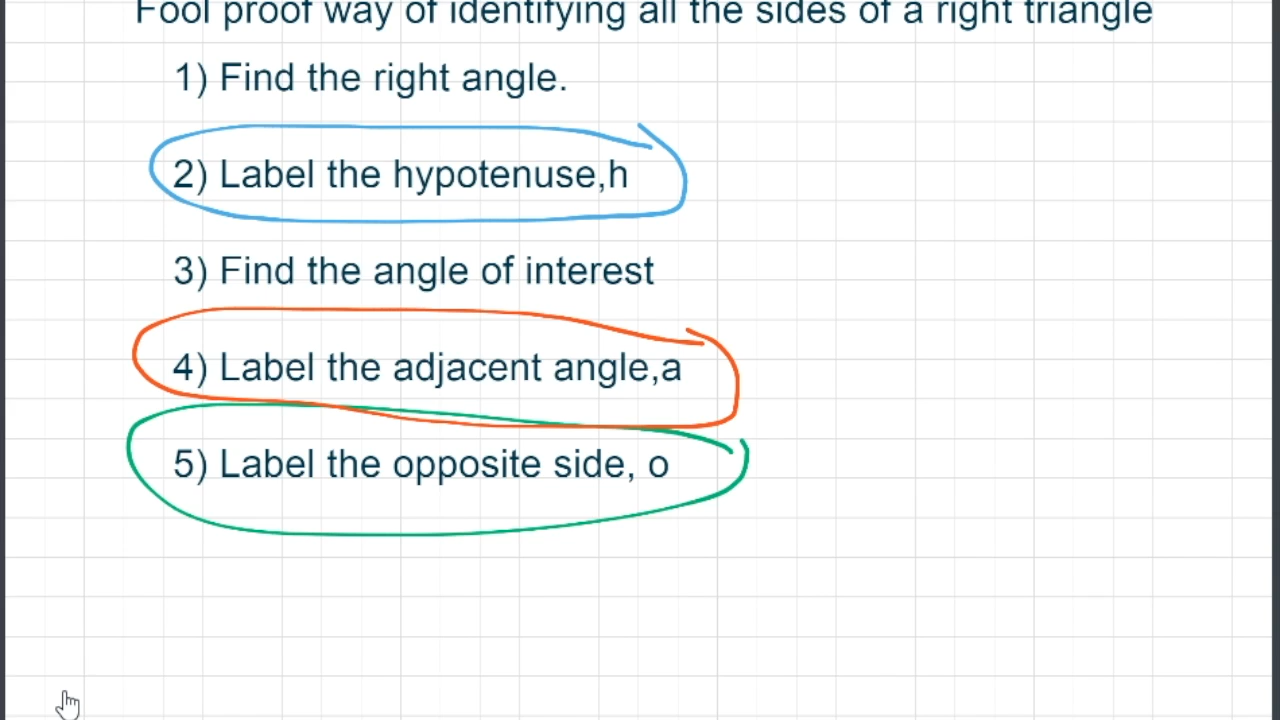 Fool proof way of identifying all the sides of a right triangle
1) Find the right angle.
2) Label the hypotenuse,h
3) Find the angle of interest
4) Label the adjacent angle,a
5) Label the opposite side, o